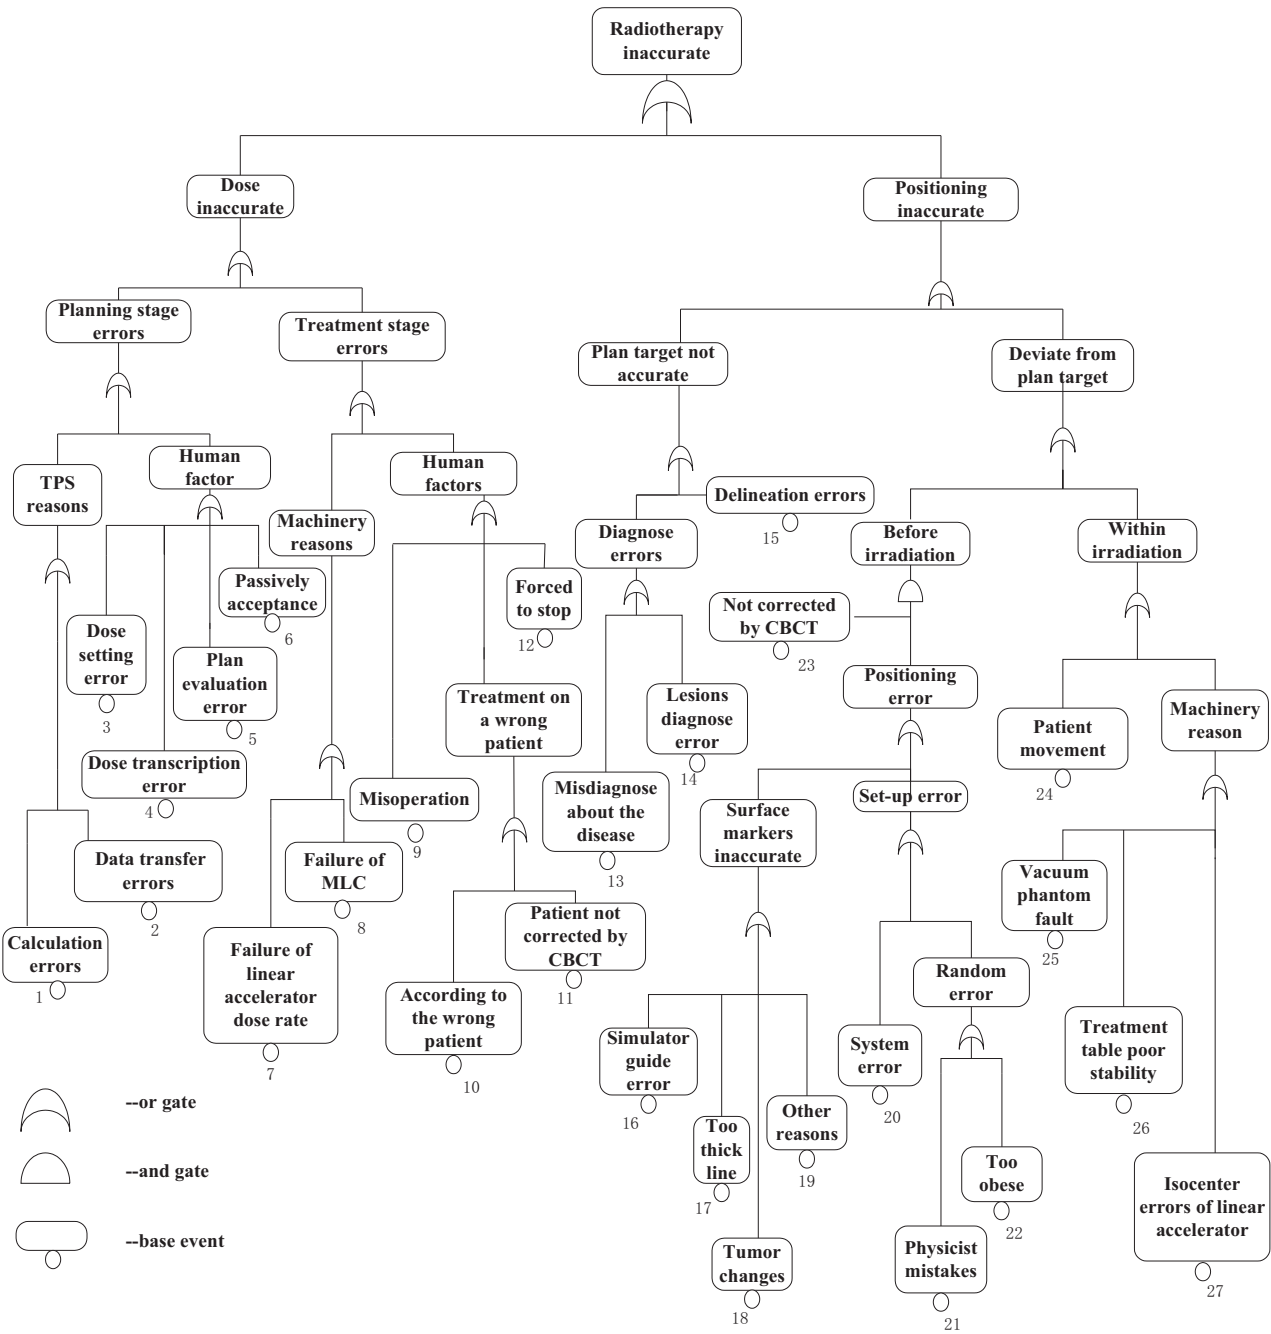 Radiotherapy
inaccurate
Dose
inaccurate
Positioning
inaccurate
Planning stage
errors
Treatment stage
errors
Plan target not
accurate
Deviate from
plan target
TPS
reasons
Human
factor
Machinery
reasons
Human
factors
Diagnose
errors
Delineation errors
15
Before
irradiation
Within
irradiation
Passively
acceptance
6
Dose
setting
error
3
Plan
evaluation
error
5
Dose transcription
error
4
Forced
to stop
12
Treatment on
a wrong
patient
Misoperation
9
Lesions
diagnose
error
14
Misdiagnose
about the
disease
13
Not corrected
by CBCT
23
Positioning
error
Patient
movement
24
Machinery
reason
Surface
markers
inaccurate
Set-up error
Data transfer
errors
2
Calculation
errors
1
Failure of
MLC
8
Failure of
linear
accelerator
dose rate
7
Patient not
corrected by
CBCT
11
According to
the wrong
patient
10
Vacuum
phantom
fault
25
Random
error
Simulator
guide
error
16
System
error
20
Treatment
table poor
stability
26
Other
reasons
19
Too
thick
line
17
Too
obese
22
Isocenter
errors of linear
accelerator
27
Tumor
changes
18
Physicist
mistakes
21
--or gate
--and gate
--base event